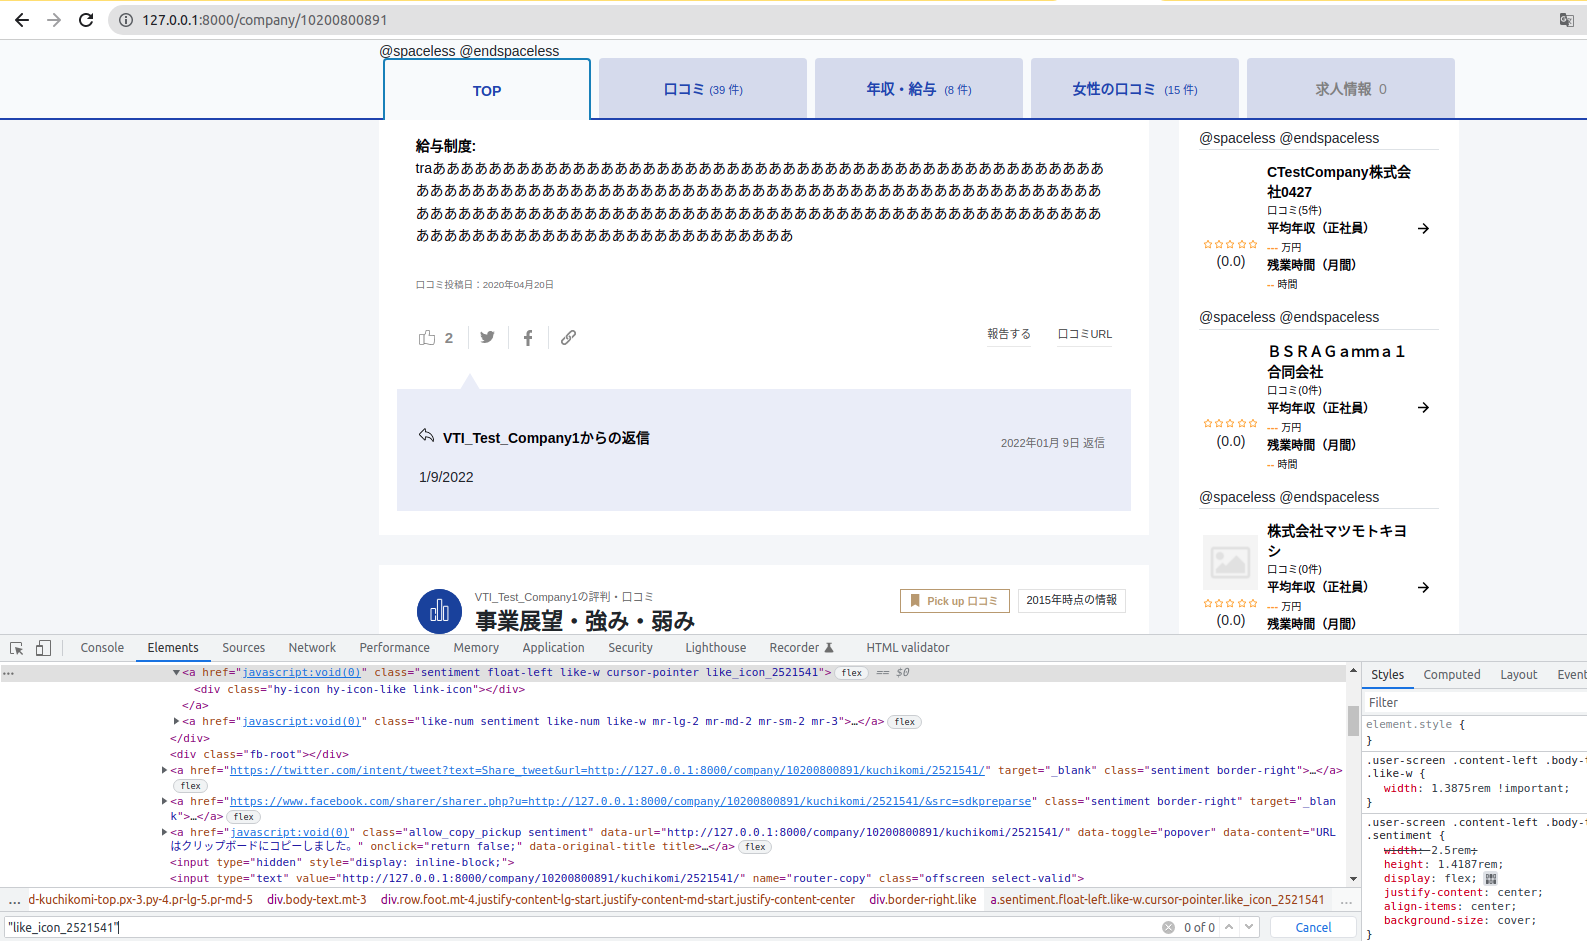 127.0.0.1:8000/company/10200800891
@spaceless @endspaceless
TOP
口コミ (39 件)
年収・給与 (8 件)
女性の口コミ (15 件)
求人情報 0
給与制度:
traああああああああああああああああああああああああああああああああああああああああああああああああ
あああああああああああああああああああああああああああああああああああああああああああああああああ
あああああああああああああああああああああああああああああああああああああああああああああああああ
あああああああああああああああああああああああああああ
口コミ投稿日：2020年04月20日
2
報告する
口コミURL
VTI_Test_Company1からの返信
2022年01月 9日 返信
1/9/2022
VTI_Test_Company1の評判・口コミ
事業展望・強み・弱み
Pick up 口コミ
2015年時点の情報
@spaceless @endspaceless
CTestCompany株式会
社0427
口コミ(5件)
平均年収（正社員）
--- 万円
(0.0)
残業時間（月間）
-- 時間
@spaceless @endspaceless
ＢＳＲＡＧａｍｍａ１
合同会社
口コミ(0件)
平均年収（正社員）
--- 万円
(0.0)
残業時間（月間）
-- 時間
@spaceless @endspaceless
株式会社マツモトキヨ
シ
口コミ(0件)
平均年収（正社員）
--- 万円
(0.0)
残業時間（月間）
Console Elements Sources Network Performance Memory Application Security Lighthouse Recorder HTML validator
<a href="javascript:void(0)" class="sentiment float-left like-w cursor-pointer like_icon_2521541"> flex == $0
<div class="hy-icon hy-icon-like link-icon"></div>
</a>
<a href="javascript:void(0)" class="like-num sentiment like-num like-w mr-lg-2 mr-md-2 mr-sm-2 mr-3">…</a> flex
</div>
<div class="fb-root"></div>
<a href="https://twitter.com/intent/tweet?text=Share_tweet&url=http://127.0.0.1:8000/company/10200800891/kuchikomi/2521541/" target="_blank" class="sentiment border-right">…</a>
flex
<a href="https://www.facebook.com/sharer/sharer.php?u=http://127.0.0.1:8000/company/10200800891/kuchikomi/2521541/&src=sdkpreparse" class="sentiment border-right" target="_blan
k">…</a> flex
<a href="javascript:void(0)" class="allow_copy_pickup sentiment" data-url="http://127.0.0.1:8000/company/10200800891/kuchikomi/2521541/" data-toggle="popover" data-content="URL
はクリップボードにコピーしました。" onclick="return false;" data-original-title title>…</a> flex
<input type="hidden" style="display: inline-block;">
<input type="text" value="http://127.0.0.1:8000/company/10200800891/kuchikomi/2521541/" name="router-copy" class="offscreen select-valid">
... d-kuchikomi-top.px-3.py-4.pr-lg-5.pr-md-5 div.body-text.mt-3 div.row.foot.mt-4.justify-content-lg-start.justify-content-md-start.justify-content-center div.border-right.like a.sentiment.float-left.like-w.cursor-pointer.like_icon_2521541 ...
"like_icon_2521541"
0 of 0
Cancel
Styles Computed Layout Event
Filter
element.style {
}
.user-screen .content-left .body-t
.like-w {
width: 1.3875rem !important;
}
.user-screen .content-left .body-t
.sentiment {
width: 2.5rem;
height: 1.4187rem;
display: flex;
justify-content: center;
align-items: center;
background-size: cover;
}